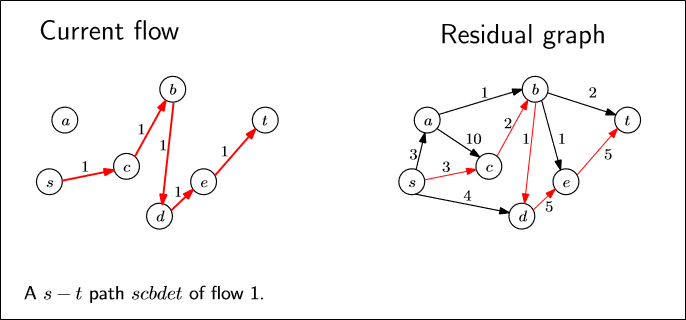 Current flow
Residual graph
b
a
t
c
s
e
d
1
1
1
1
1
b
a
t
c
s
e
d
1
2
10
2
1
1
3
3
4
5
5
A s − t path scbdet of flow 1.